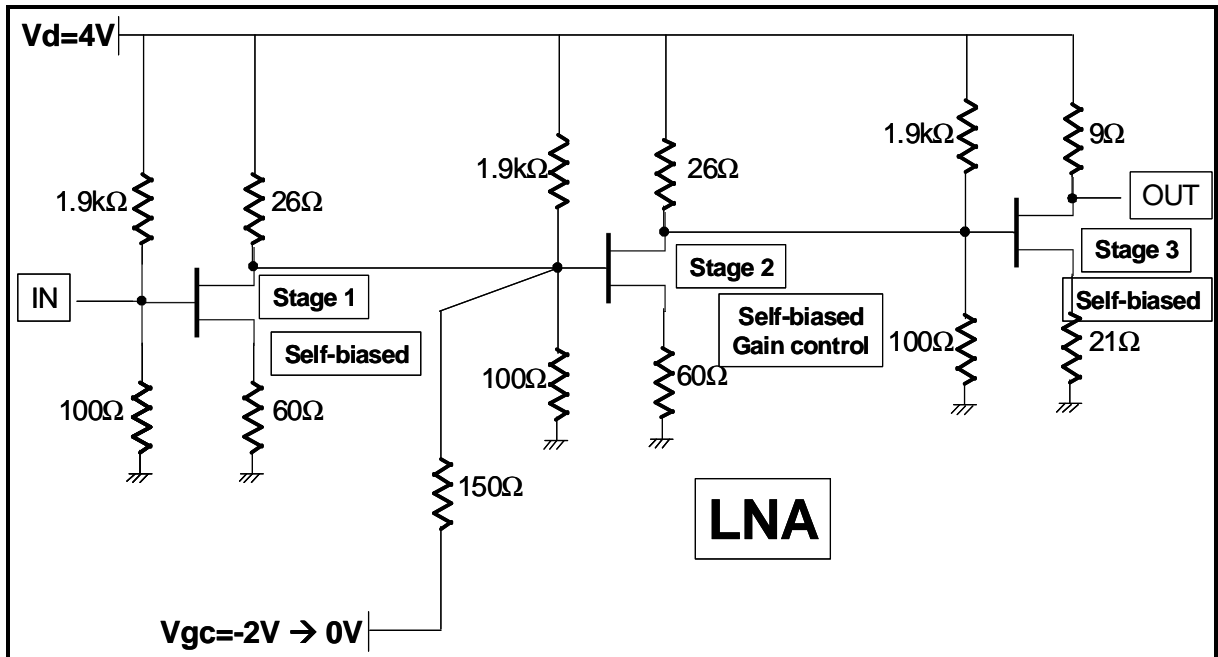 Vd=4V
1.9kΩ
26Ω
1.9kΩ
26Ω
1.9kΩ
9Ω
OUT
IN
Stage 1
Stage 2
Stage 3
Self-biased
Self-biased
Gain control
Self-biased
100Ω
60Ω
100Ω
60Ω
100Ω
21Ω
150Ω
LNA
Vgc=-2V → 0V